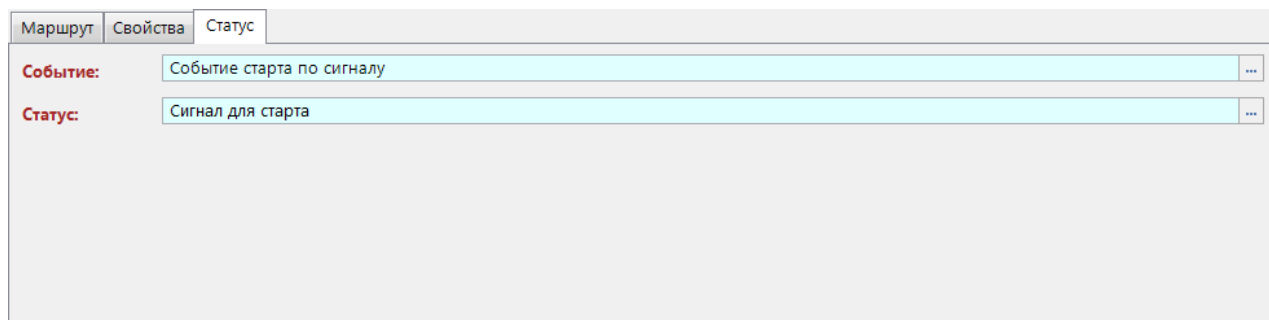 Маршрут Свойства Статус
Событие: Событие старта по сигналу ...
Статус: Сигнал для старта ...